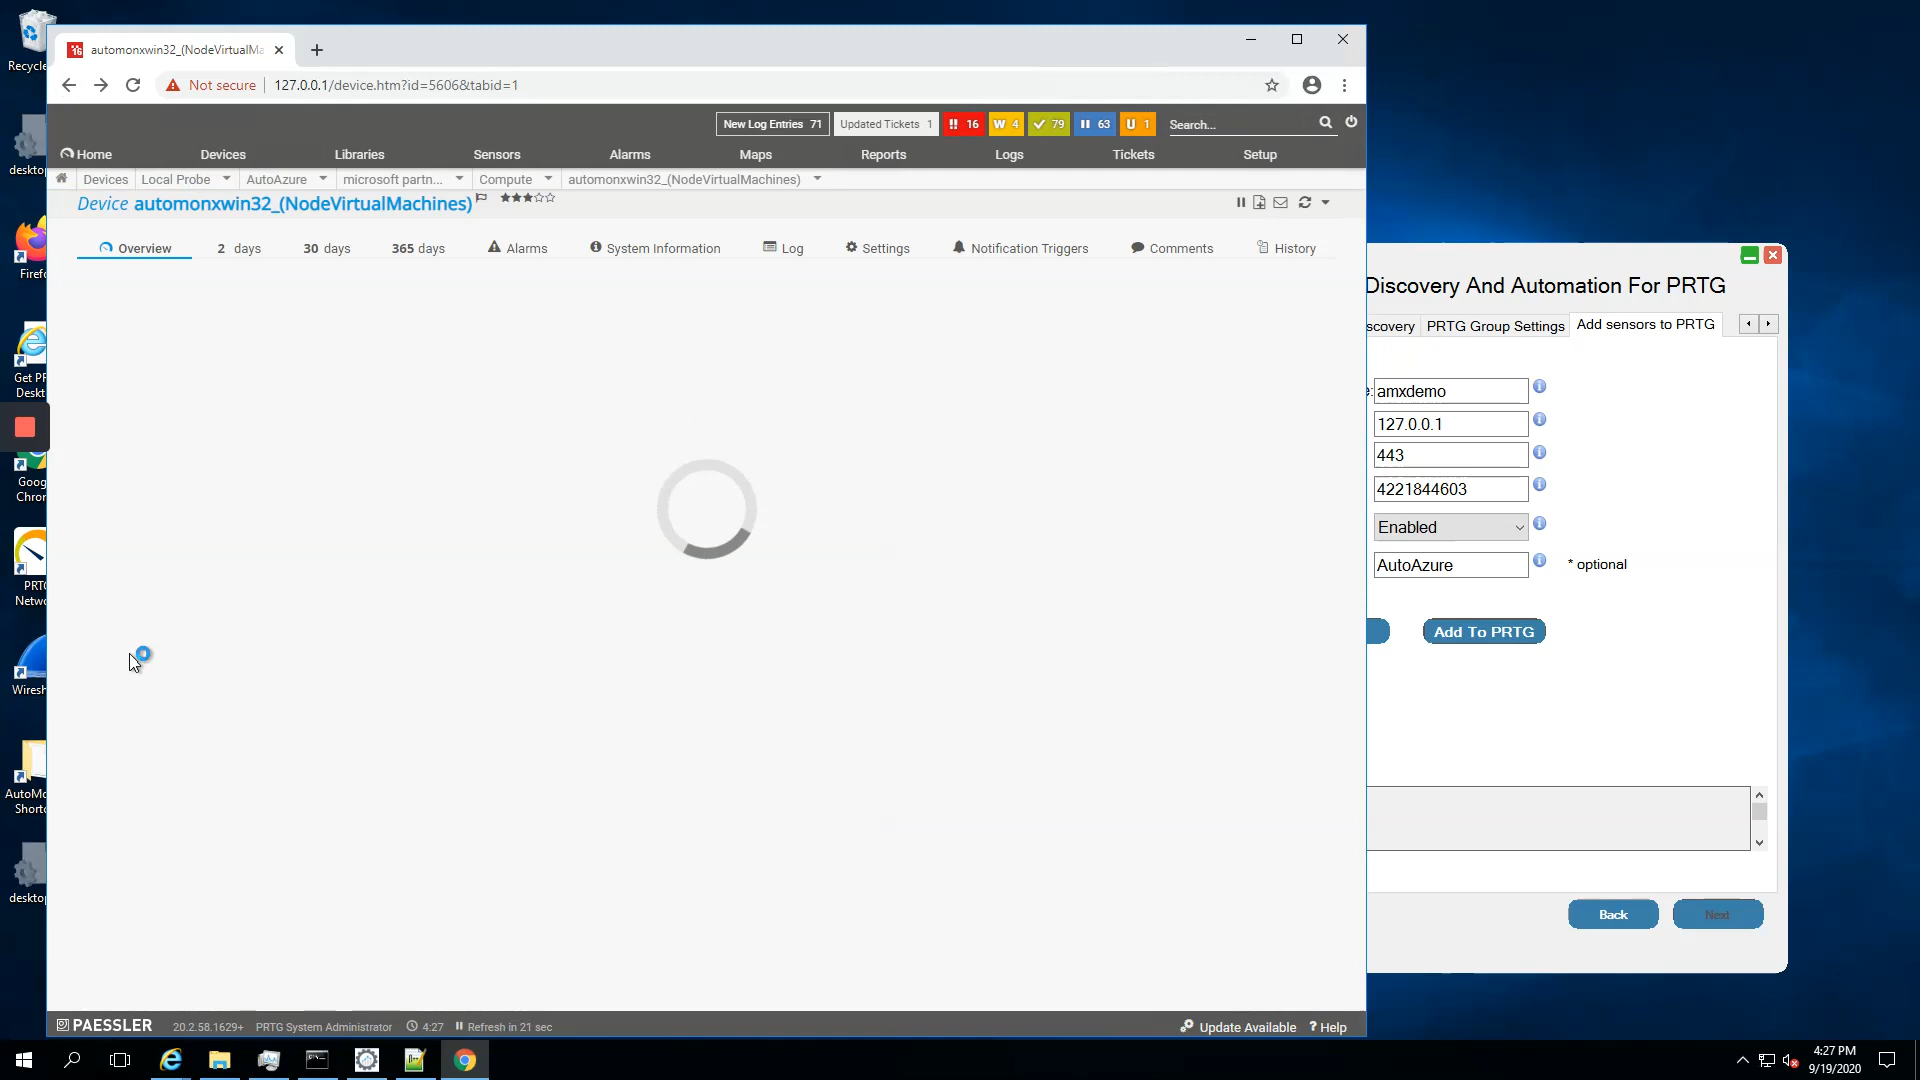 Recycle
automonxwin32_(NodeVirtualMa
Not secure
127.0.0.1/device.htm?id=5606&tabid=1
New Log Entries 71
Updated Tickets 1
!! 16
W 4
79
63
U 1
Search...
Home
Devices
Libraries
Sensors
Alarms
Maps
Reports
Logs
Tickets
Setup
Devices
Local Probe
AutoAzure
microsoft partn...
Compute
automonxwin32_(NodeVirtualMachines)
Device automonxwin32_(NodeVirtualMachines)
Overview
2 days
30 days
365 days
Alarms
System Information
Log
Settings
Notification Triggers
Comments
History
desktop
Firefo
Get PR
Deskt
Goog
Chron
PRTG
Netwo
Wiresh
AutoMo
Shortc
desktop
Discovery And Automation For PRTG
scovery
PRTG Group Settings
Add sensors to PRTG
e:
amxdemo
127.0.0.1
443
4221844603
Enabled
AutoAzure
* optional
Add To PRTG
Back
Next
PAESSLER
20.2.58.1629+
PRTG System Administrator
4:27
Refresh in 21 sec
Update Available
? Help
4:27 PM
9/19/2020